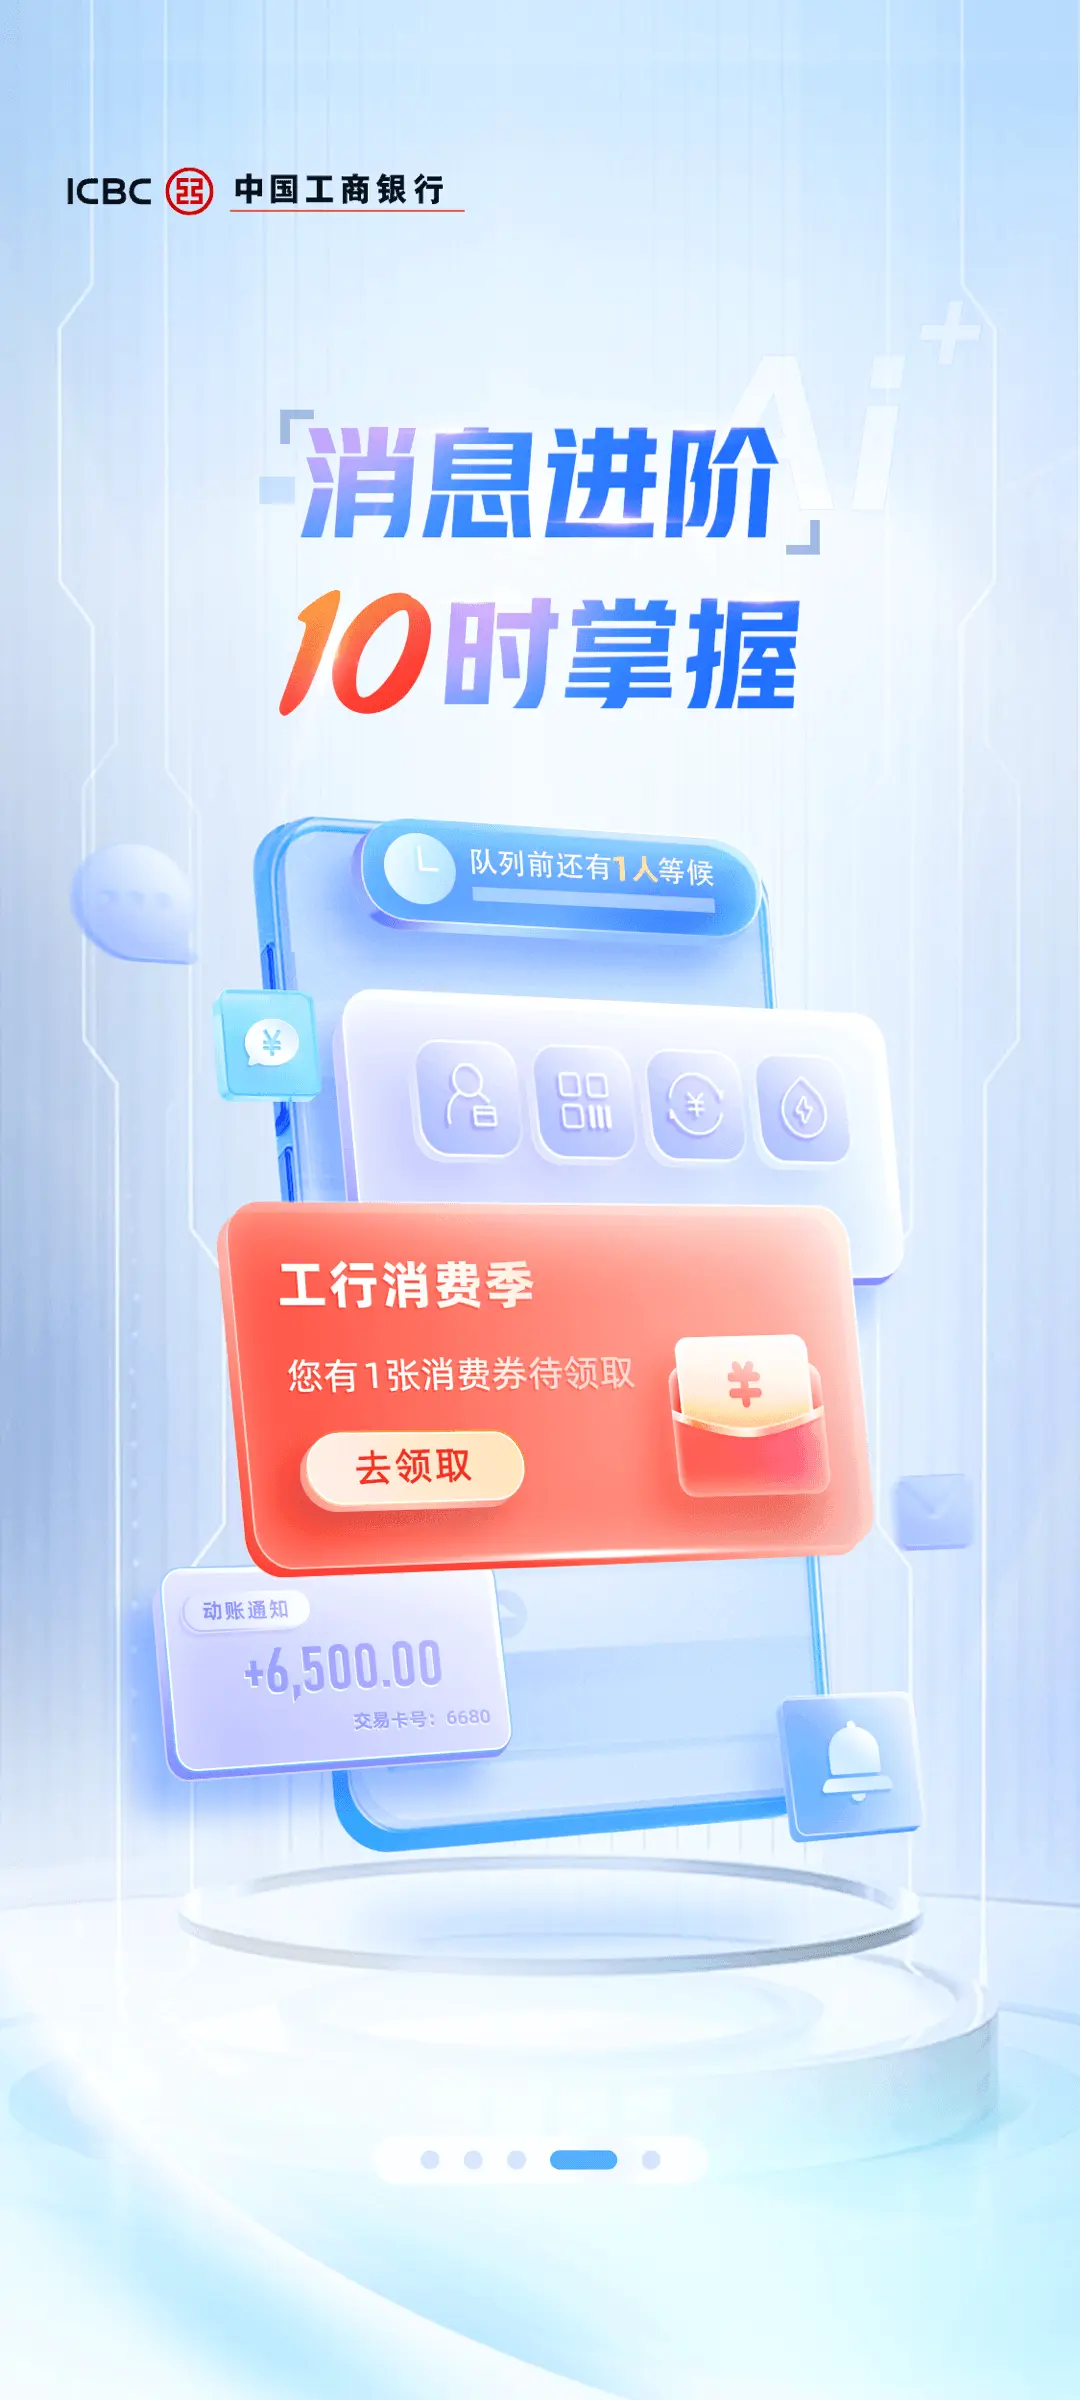 ICBC 中国工商银行
Ai+
消息进阶
10时掌握
队列前还有1人等候
¥
¥
工行消费季
您有1张消费券待领取
¥
去领取
动账通知
+6,500.00
交易卡号：6680